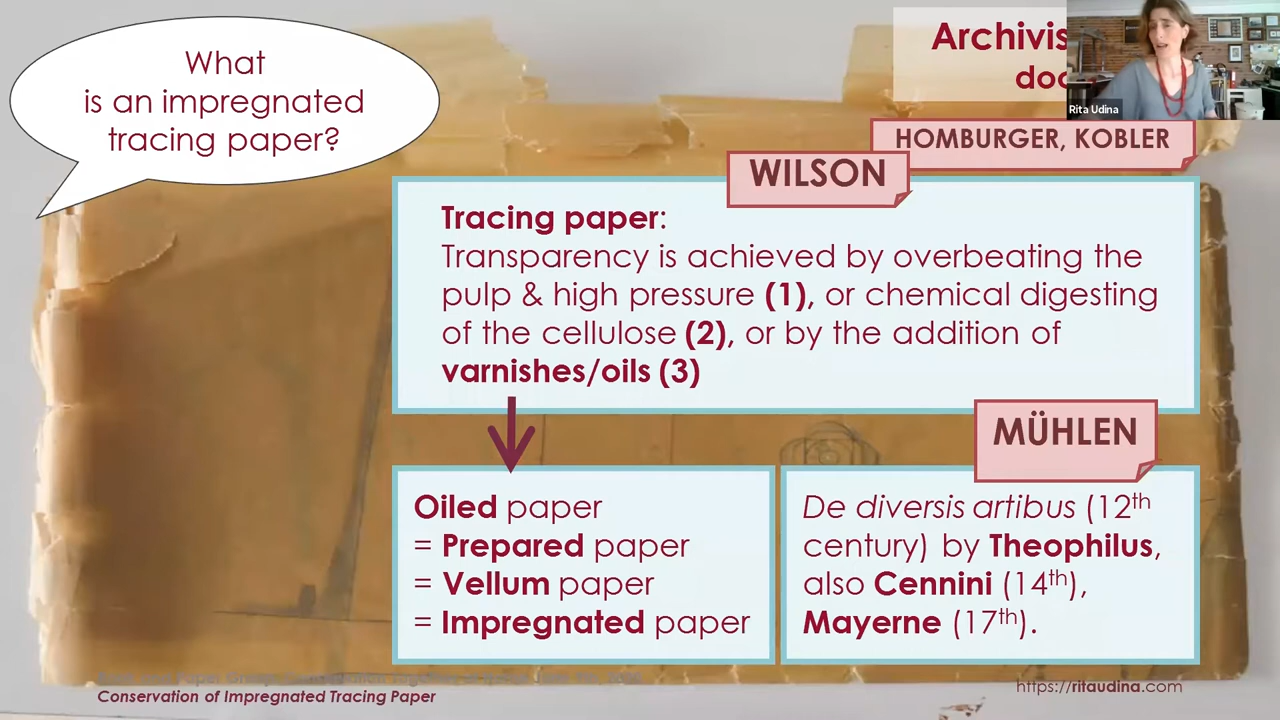 What
is an impregnated
tracing paper?
Archivis
doc
Rita Udina
HOMBURGER, KOBLER
WILSON
Tracing paper:
Transparency is achieved by overbeating the
pulp & high pressure (1), or chemical digesting
of the cellulose (2), or by the addition of
varnishes/oils (3)
MÜHLEN
Oiled paper
= Prepared paper
= Vellum paper
= Impregnated paper
De diversis artibus (12th
century) by Theophilus,
also Cennini (14th),
Mayerne (17th).
Conservation of Impregnated Tracing Paper
https://ritaudina.com